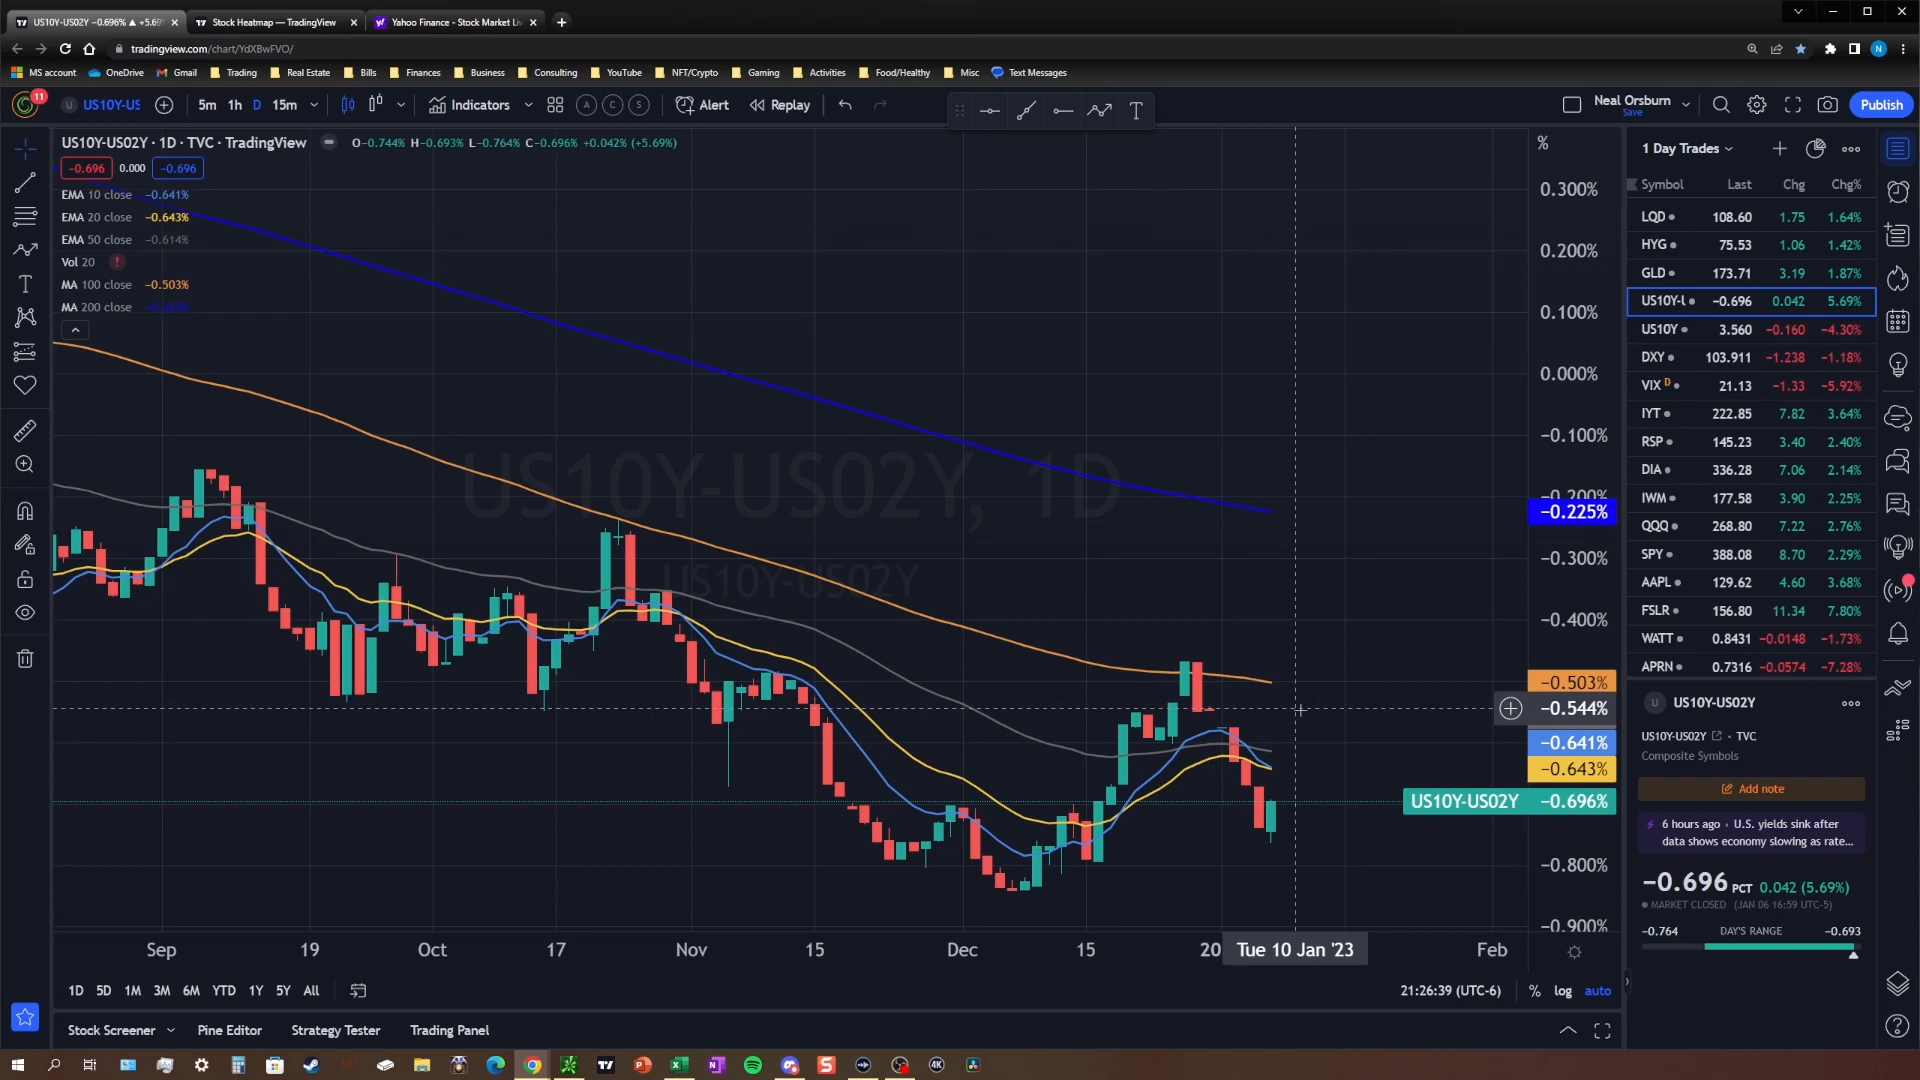 US10Y-US02Y −0.696% ▲ +5.69
Stock Heatmap — TradingView
Yahoo Finance - Stock Market Liv
tradingview.com/chart/YdXBwFVO/
MS account OneDrive Gmail Trading Real Estate Bills Finances Business Consulting YouTube NFT/Crypto Gaming Activities Food/Healthy Misc Text Messages
11 US10Y-US 5m 1h D 15m Indicators A C S Alert Replay T Neal Orsburn Publish
Save
US10Y-US02Y · 1D · TVC · TradingView O−0.744% H−0.693% L−0.764% C−0.696% +0.042% (+5.69%)
−0.696 0.000 −0.696
EMA 10 close −0.641%
EMA 20 close −0.643%
EMA 50 close −0.614%
Vol 20
MA 100 close −0.503%
MA 200 close −0.225%
US10Y-US02Y, 1D
US10Y-US02Y
%
0.300%
0.200%
0.100%
0.000%
−0.100%
−0.200%
−0.225%
−0.300%
−0.400%
−0.503%
−0.544%
−0.641%
−0.643%
US10Y-US02Y −0.696%
−0.800%
−0.900%
Sep 19 Oct 17 Nov 15 Dec 15 20 Tue 10 Jan '23 Feb
1D 5D 1M 3M 6M YTD 1Y 5Y All
21:26:39 (UTC-6) % log auto
Stock Screener Pine Editor Strategy Tester Trading Panel
1 Day Trades
Symbol Last Chg Chg%
LQD 108.60 1.75 1.64%
HYG 75.53 1.06 1.42%
GLD 173.71 3.19 1.87%
US10Y-U −0.696 0.042 5.69%
US10Y 3.560 −0.160 −4.30%
DXY 103.911 −1.238 −1.18%
VIX D 21.13 −1.33 −5.92%
IYT 222.85 7.82 3.64%
RSP 145.23 3.40 2.40%
DIA 336.28 7.06 2.14%
IWM 177.58 3.90 2.25%
QQQ 268.80 7.22 2.76%
SPY 388.08 8.70 2.29%
AAPL 129.62 4.60 3.68%
FSLR 156.80 11.34 7.80%
WATT 0.8431 −0.0148 −1.73%
APRN 0.7316 −0.0574 −7.28%
U US10Y-US02Y
US10Y-US02Y · TVC
Composite Symbols
Add note
6 hours ago · U.S. yields sink after
data shows economy slowing as rate...
−0.696 PCT 0.042 (5.69%)
MARKET CLOSED (JAN 06 16:59 UTC-5)
−0.764 DAY'S RANGE −0.693